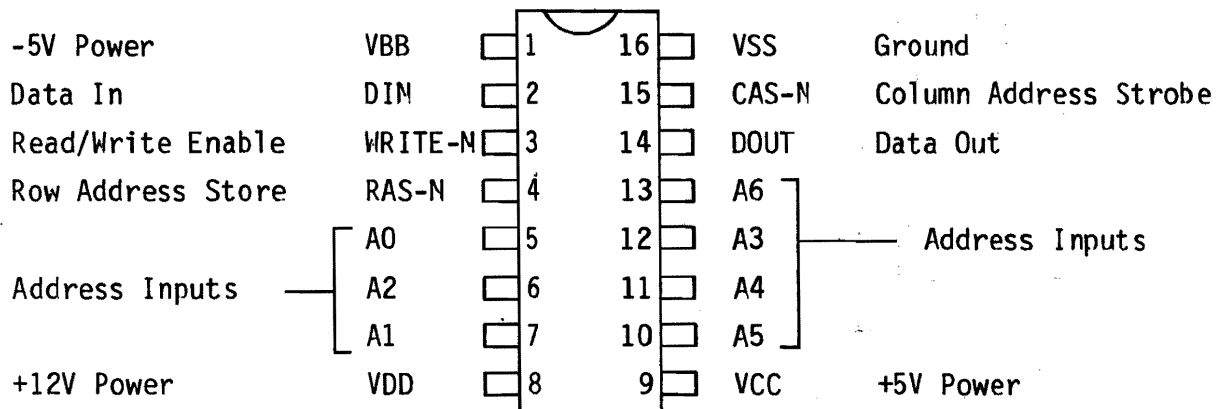 -5V Power VBB 1 16 VSS Ground
Data In DIN 2 15 CAS-N Column Address Strobe
Read/Write Enable WRITE-N 3 14 DOUT Data Out
Row Address Store RAS-N 4 13 A6
A0 5 12 A3 Address Inputs
Address Inputs A2 6 11 A4
A1 7 10 A5
+12V Power VDD 8 9 VCC +5V Power